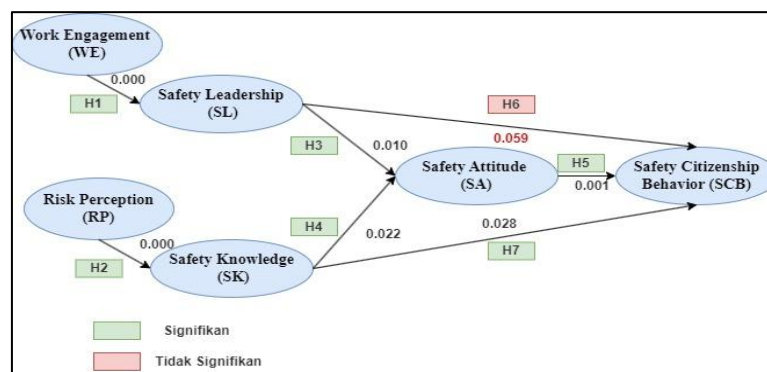 Work Engagement
(WE)
0.000
H1
Safety Leadership
(SL)
H6
0.059
H3
0.010
Safety Attitude
(SA)
H5
0.001
Safety Citizenship
Behavior (SCB)
Risk Perception
(RP)
0.000
H2
H4
0.022
Safety Knowledge
(SK)
0.028
H7
Signifikan
Tidak Signifikan